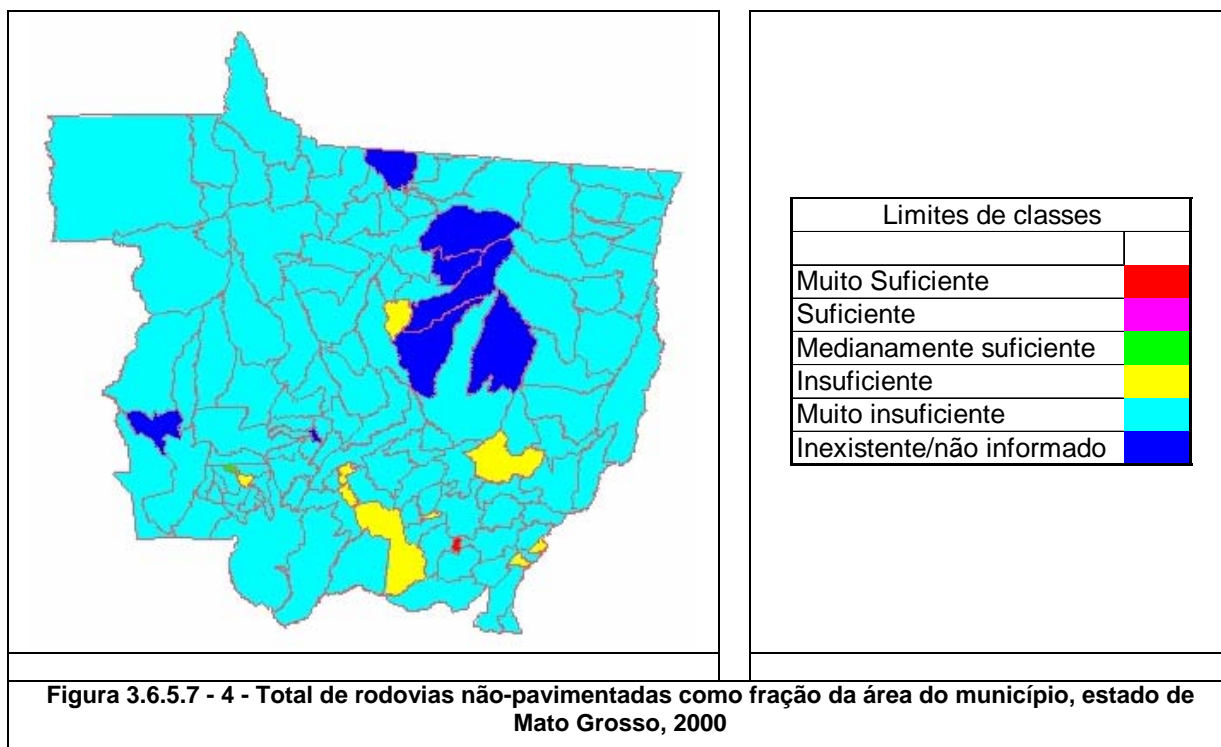 Limites de classes
Muito Suficiente
Suficiente
Medianamente suficiente
Insuficiente
Muito insuficiente
Inexistente/não informado
Figura 3.6.5.7 - 4 - Total de rodovias não-pavimentadas como fração da área do município, estado de
Mato Grosso, 2000